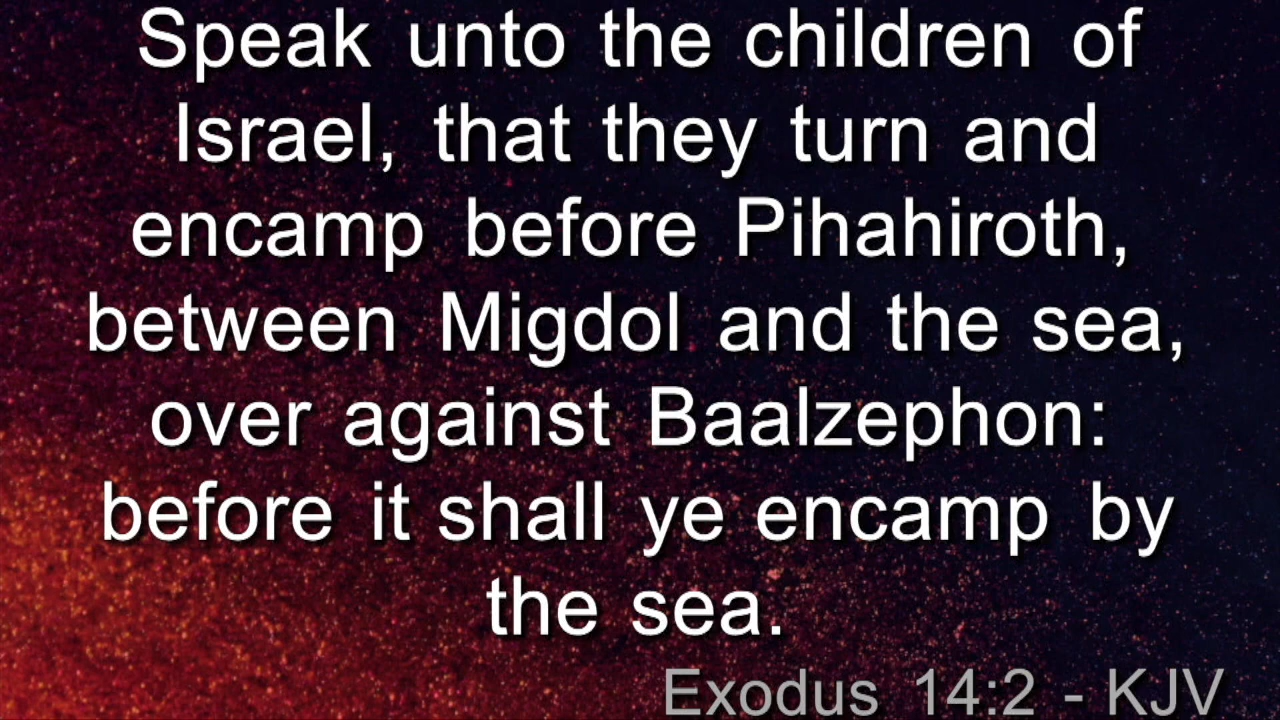 Speak unto the children of
Israel, that they turn and
encamp before Pihahiroth,
between Migdol and the sea,
over against Baalzephon:
before it shall ye encamp by
the sea.
Exodus 14:2 - KJV